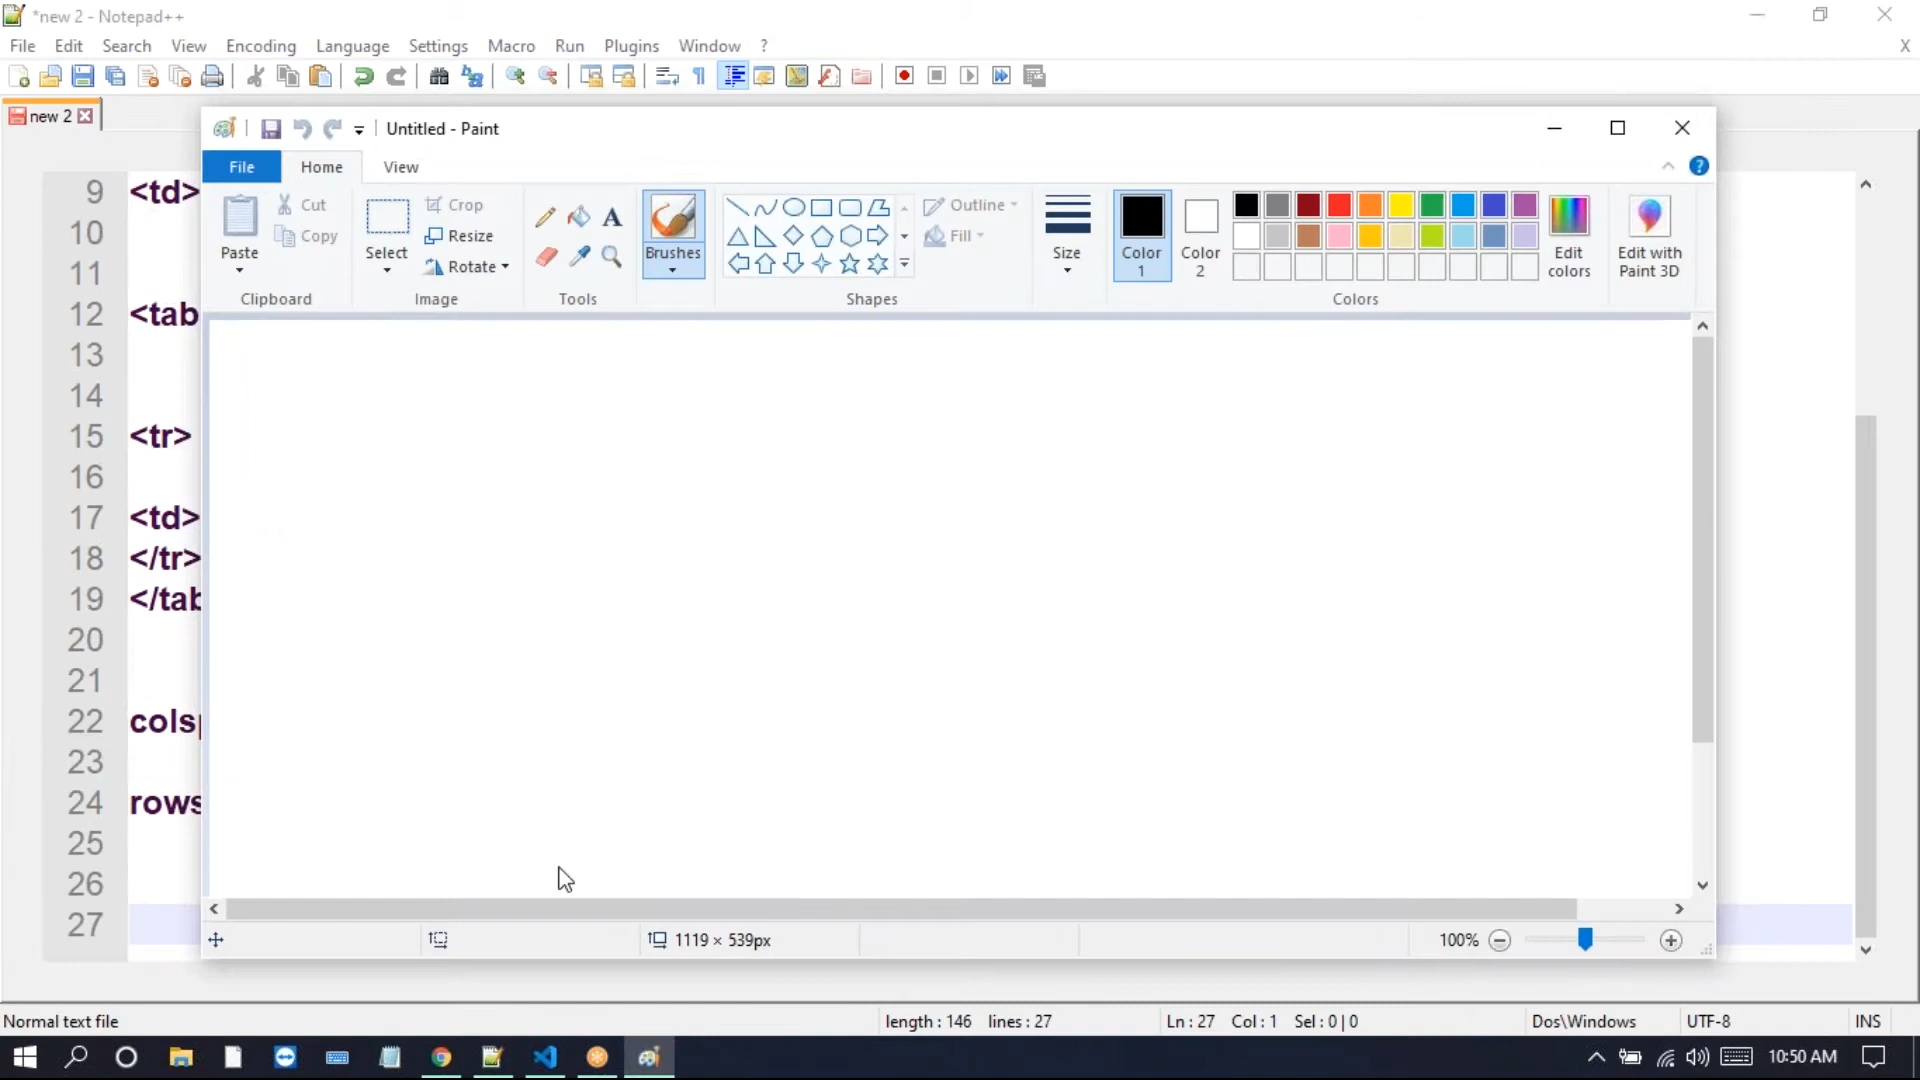 *new 2 - Notepad++
File Edit Search View Encoding Language Settings Macro Run Plugins Window ? X
new 2
Untitled - Paint
File Home View
Paste Cut Copy Clipboard
Select Crop Resize Rotate Image
A Tools
Brushes
Shapes
Outline Fill
Size
Color 1
Color 2
Colors
Edit colors
Edit with Paint 3D
9 <td>
10
11
12 <tab
13
14
15 <tr>
16
17 <td>
18 </tr>
19 </tab
20
21
22 cols
23
24 rows
25
26
27
1119 × 539px 100%
Normal text file length : 146 lines : 27 Ln : 27 Col : 1 Sel : 0 | 0 Dos\Windows UTF-8 INS
10:50 AM